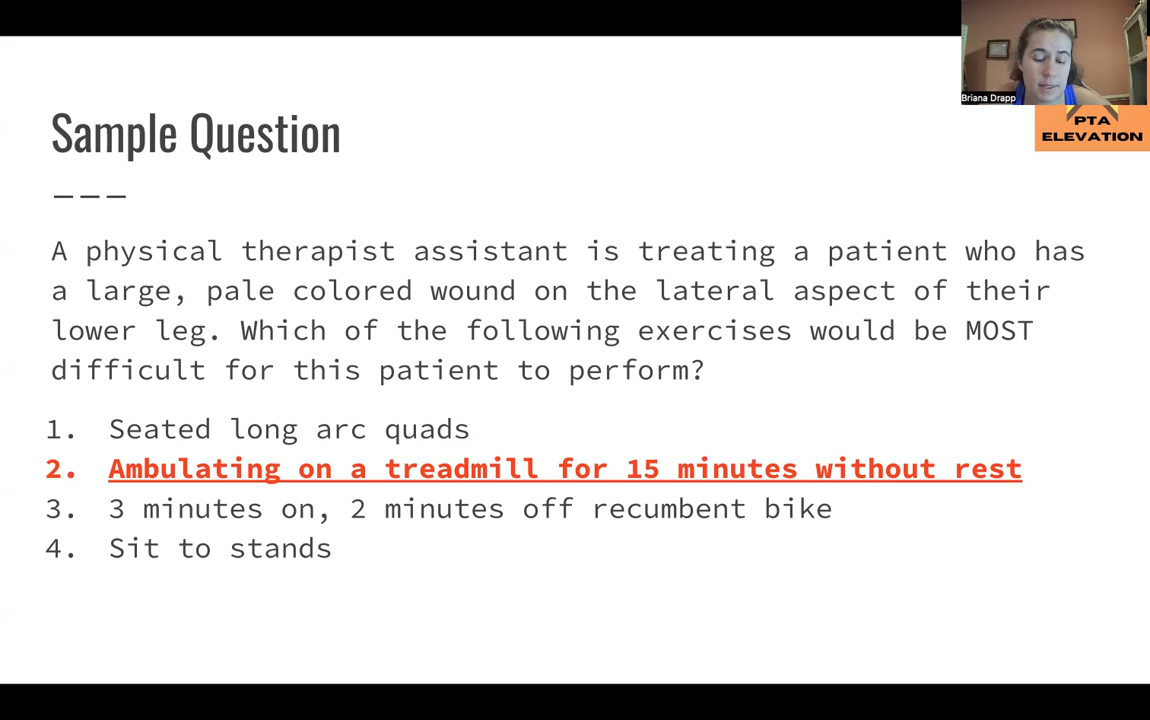 Briana Drapp
PTA
ELEVATION
Sample Question
A physical therapist assistant is treating a patient who has
a large, pale colored wound on the lateral aspect of their
lower leg. Which of the following exercises would be MOST
difficult for this patient to perform?
1. Seated long arc quads
2. Ambulating on a treadmill for 15 minutes without rest
3. 3 minutes on, 2 minutes off recumbent bike
4. Sit to stands